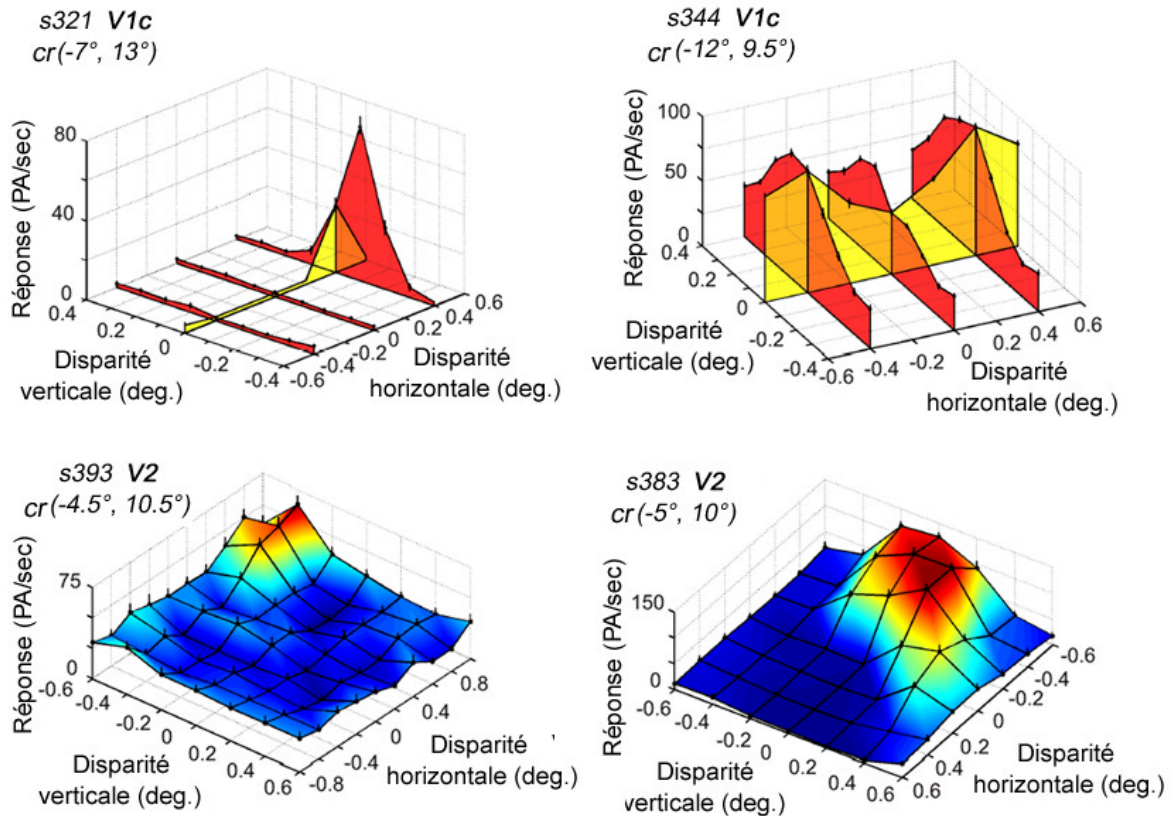 s321 V1c
cr(-7°, 13°)
Réponse (PA/sec)
80
40
0
0.4
0.2
0
-0.2
-0.4
Disparité
verticale (deg.)
-0.6
-0.4
-0.2
0
0.2
0.4
0.6
Disparité
horizontale (deg.)
s344 V1c
cr(-12°, 9.5°)
Réponse (PA/sec)
100
50
0
0.4
0.2
0
-0.2
-0.4
Disparité
verticale (deg.)
-0.6
-0.4
-0.2
0
0.2
0.4
0.6
Disparité
horizontale (deg.)
s393 V2
cr(-4.5°, 10.5°)
Réponse (PA/sec)
75
0
-0.6
-0.4
-0.2
0
0.2
0.4
0.6
Disparité
verticale (deg.)
-0.8
-0.4
0
0.4
0.8
Disparité
horizontale (deg.)
s383 V2
cr(-5°, 10°)
Réponse (PA/sec)
150
0
-0.6
-0.4
-0.2
0
0.2
0.4
0.6
Disparité
verticale (deg.)
0.6
0.4
0.2
0
-0.2
-0.4
-0.6
Disparité
horizontale (deg.)